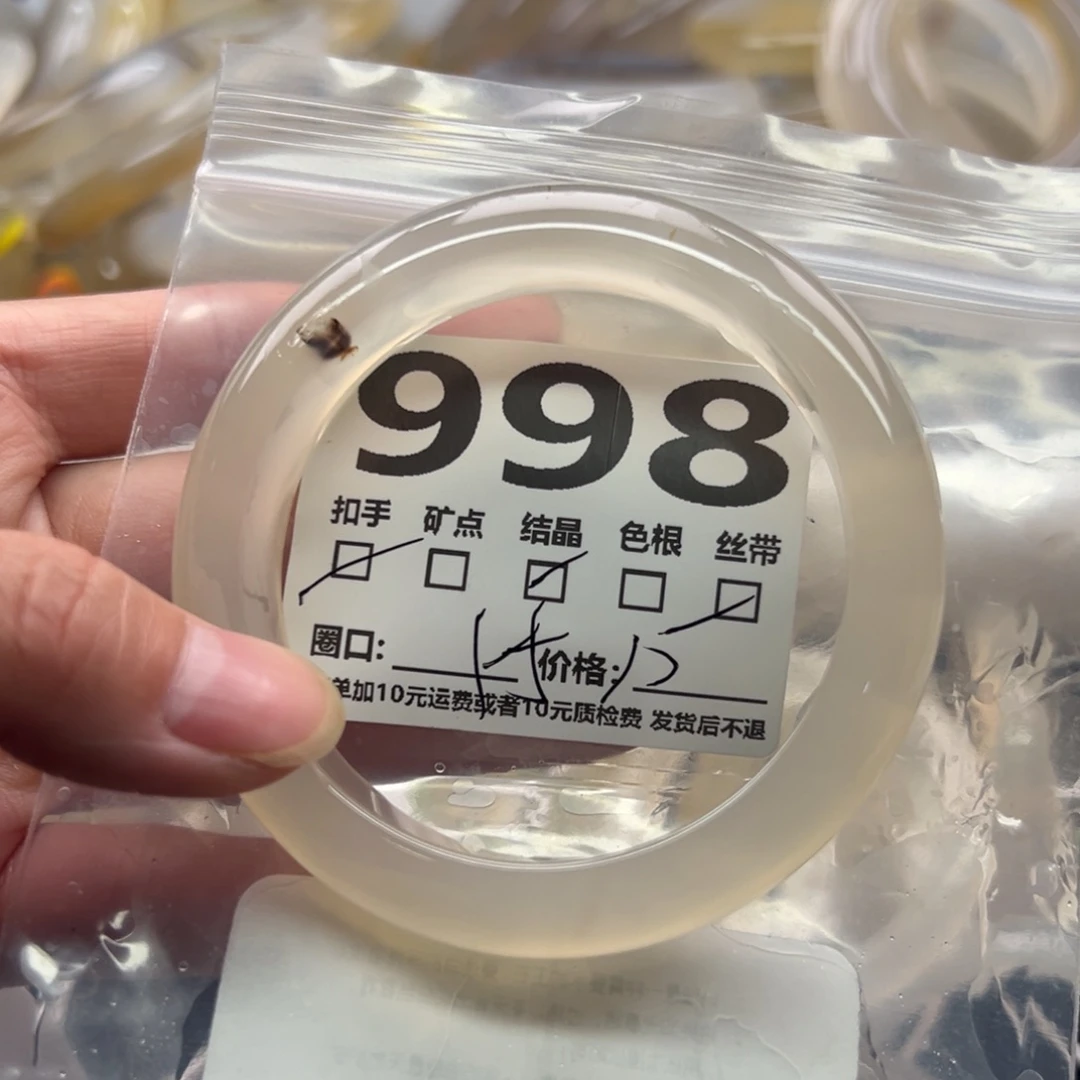 998
扣手 矿点 结晶 色根 丝带
圈口: 价格:
单加10元运费或者10元质检费 发货后不退